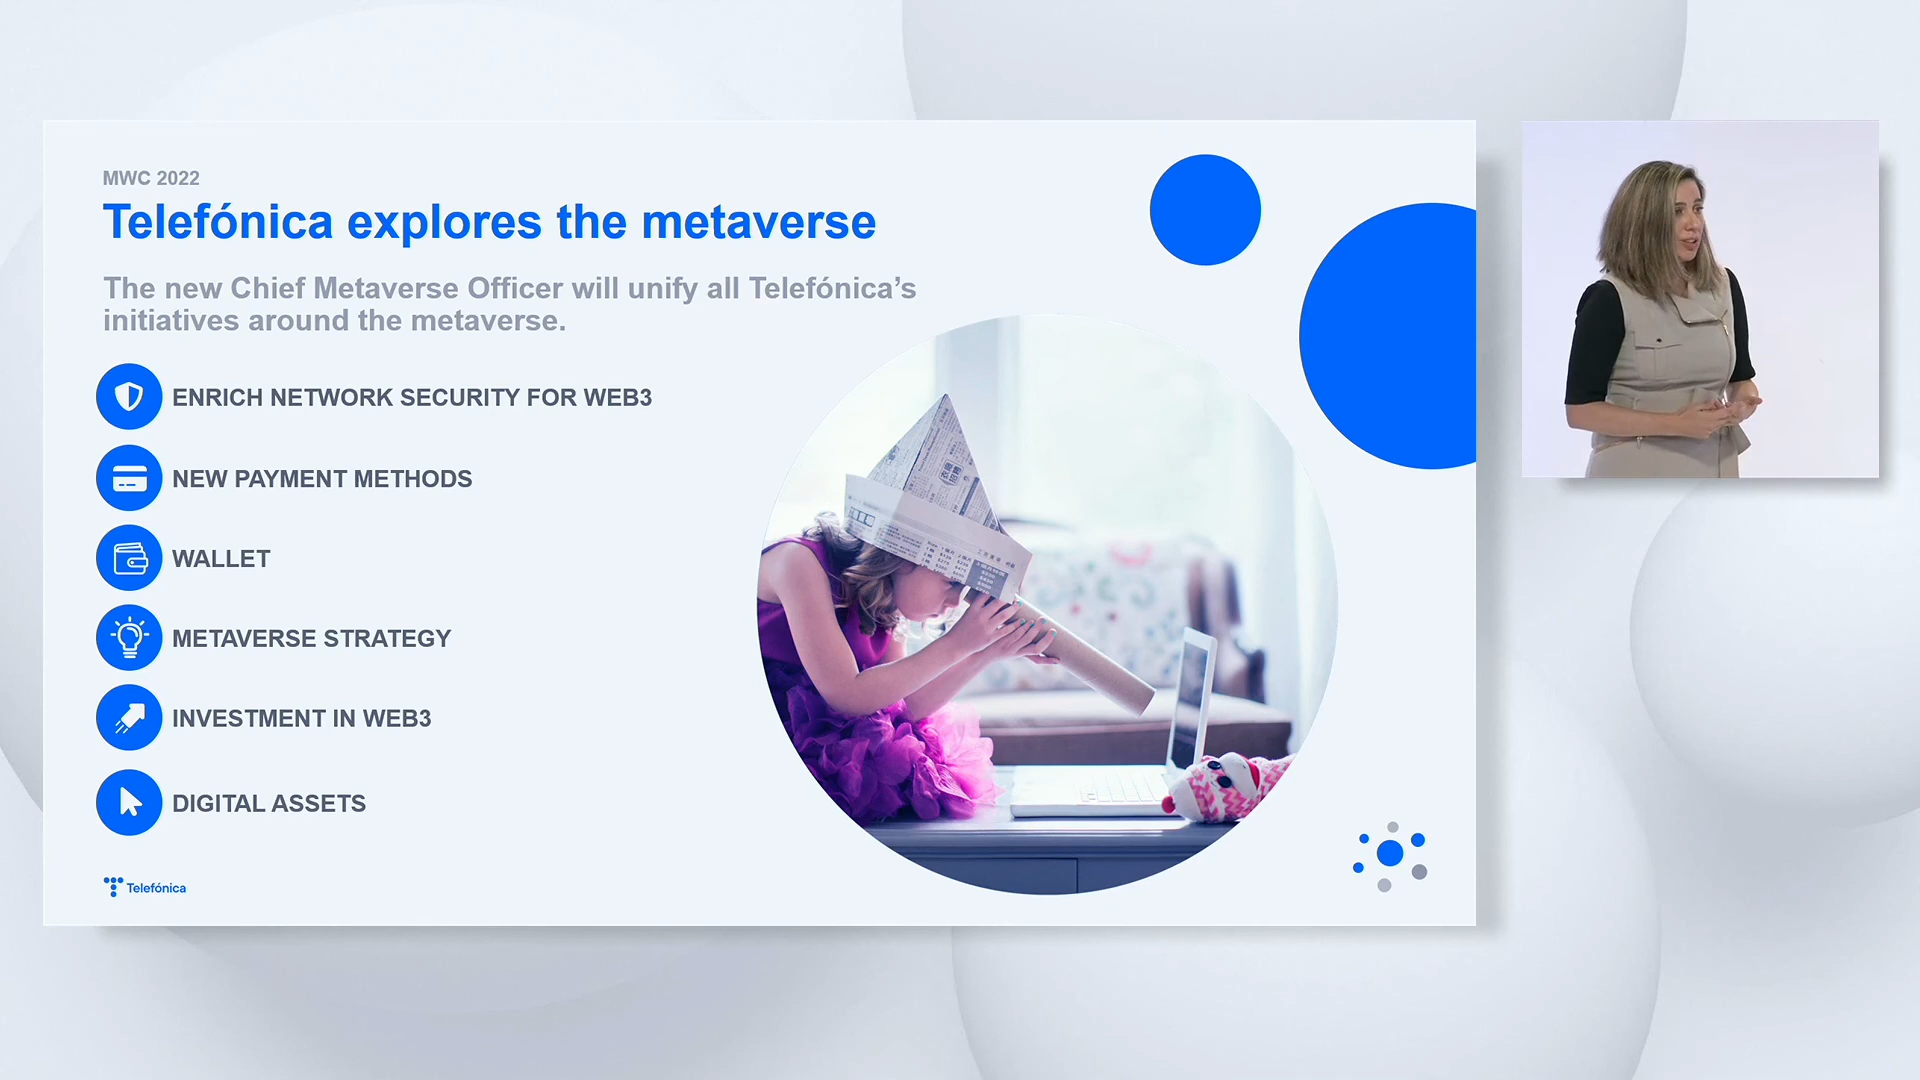 MWC 2022
Telefónica explores the metaverse
The new Chief Metaverse Officer will unify all Telefónica’s
initiatives around the metaverse.
ENRICH NETWORK SECURITY FOR WEB3
NEW PAYMENT METHODS
WALLET
METAVERSE STRATEGY
INVESTMENT IN WEB3
DIGITAL ASSETS
Telefónica